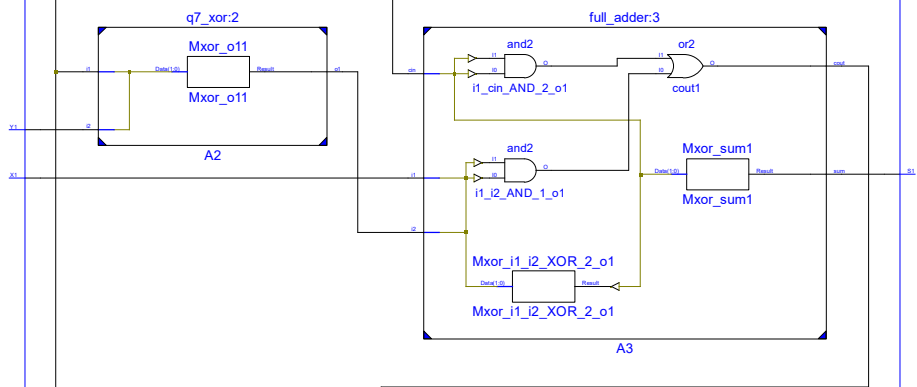 q7_xor:2
full_adder:3
Mxor_o11
i1
Data(1:0)
Result
o1
Mxor_o11
i2
Y1
A2
X1
and2
or2
cin
I1
I0
O
I1
I0
O
cout
i1_cin_AND_2_o1
cout1
and2
I1
I0
O
i1
i1_i2_AND_1_o1
Mxor_sum1
Data(1:0)
Result
sum
S1
Mxor_sum1
i2
Mxor_i1_i2_XOR_2_o1
Data(1:0)
Result
Mxor_i1_i2_XOR_2_o1
A3